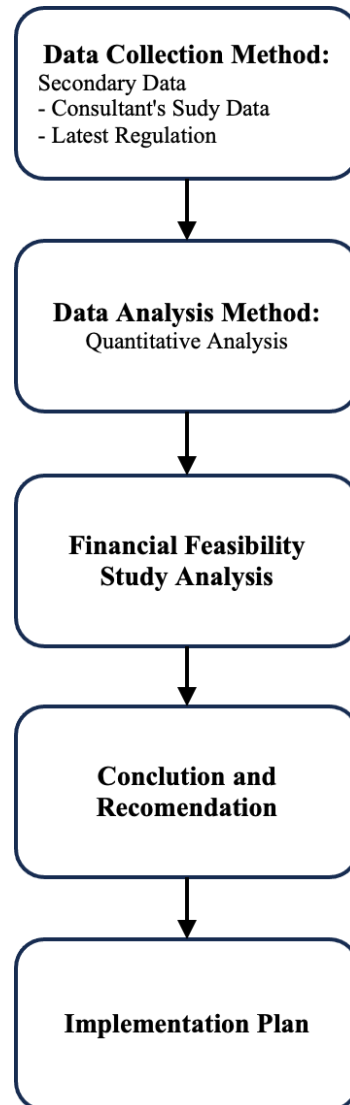 Data Collection Method:
Secondary Data
- Consultant's Sudy Data
- Latest Regulation
Data Analysis Method:
Quantitative Analysis
Financial Feasibility
Study Analysis
Conclution and
Recomendation
Implementation Plan